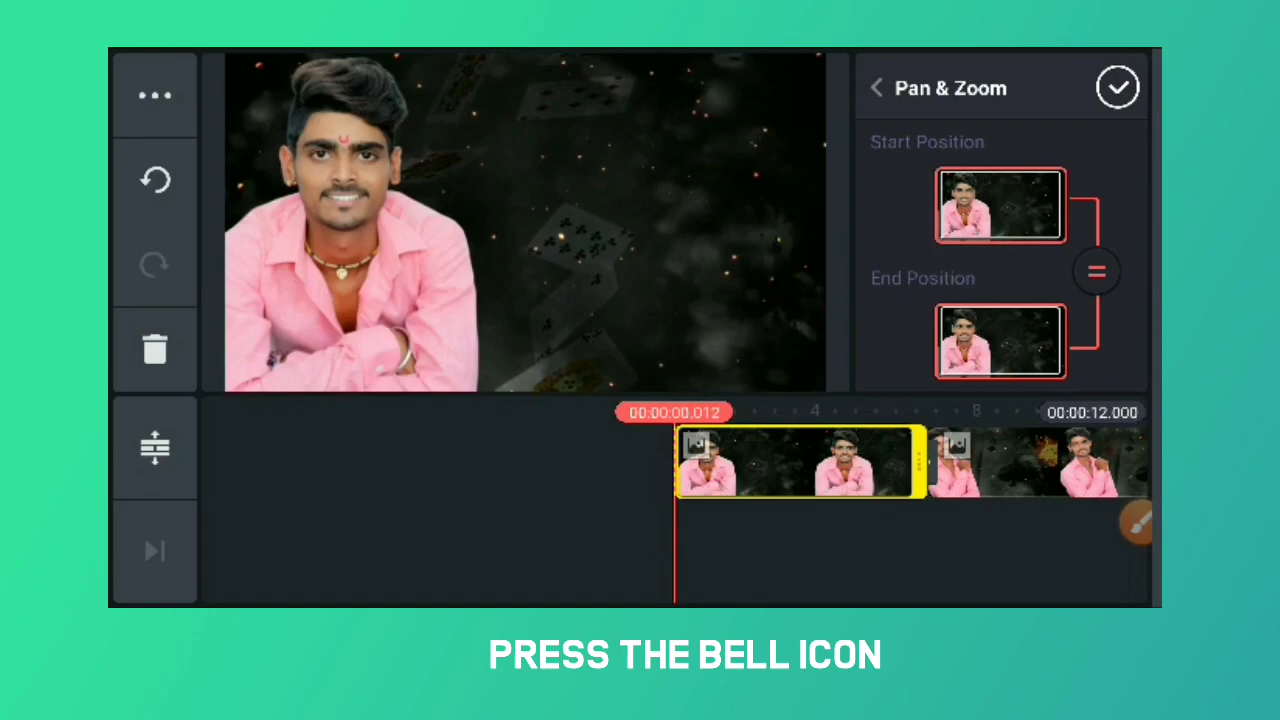 Pan & Zoom
Start Position
End Position
00:00:00.012
4
8
00:00:12.000
PRESS THE BELL ICON